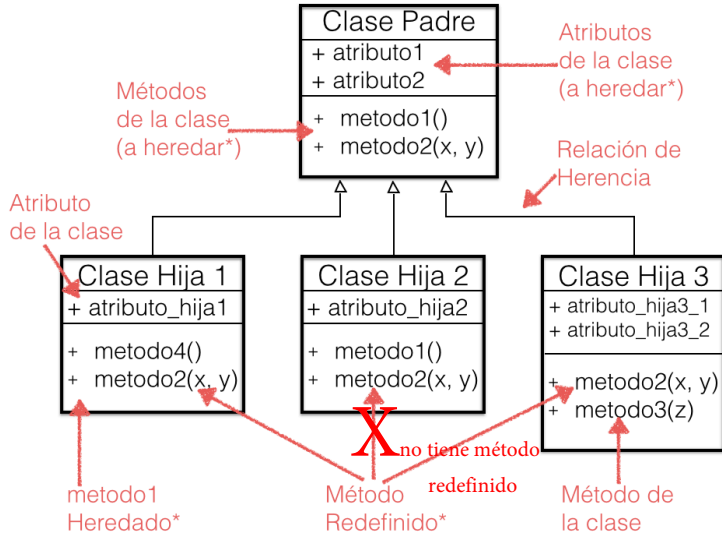 Clase Padre
+ atributo1
+ atributo2
+ metodo1()
+ metodo2(x, y)
Atributos
de la clase
(a heredar*)
Métodos
de la clase
(a heredar*)
Relación de
Herencia
Atributo
de la clase
Clase Hija 1
+ atributo_hija1
+ metodo4()
+ metodo2(x, y)
Clase Hija 2
+ atributo_hija2
+ metodo1()
+ metodo2(x, y)
Clase Hija 3
+ atributo_hija3_1
+ atributo_hija3_2
+ metodo2(x, y)
+ metodo3(z)
X no tiene método
redefinido
metodo1
Heredado*
Método
Redefinido*
Método de
la clase